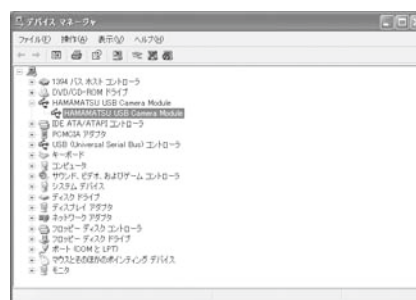 デバイス マネージャ
ファイル(F) 操作(A) 表示(V) ヘルプ(H)
1394 バス ホスト コントローラ
DVD/CD-ROM ドライブ
HAMAMATSU USB Camera Module
HAMAMATSU USB Camera Module
IDE ATA/ATAPI コントローラ
PCMCIA アダプタ
USB (Universal Serial Bus) コントローラ
キーボード
コンピュータ
サウンド、ビデオ、およびゲーム コントローラ
システム デバイス
ディスク ドライブ
ディスプレイ アダプタ
ネットワーク アダプタ
フロッピー ディスク コントローラ
フロッピー ディスク ドライブ
ポート (COM と LPT)
マウスとそのほかのポインティング デバイス
モニタ